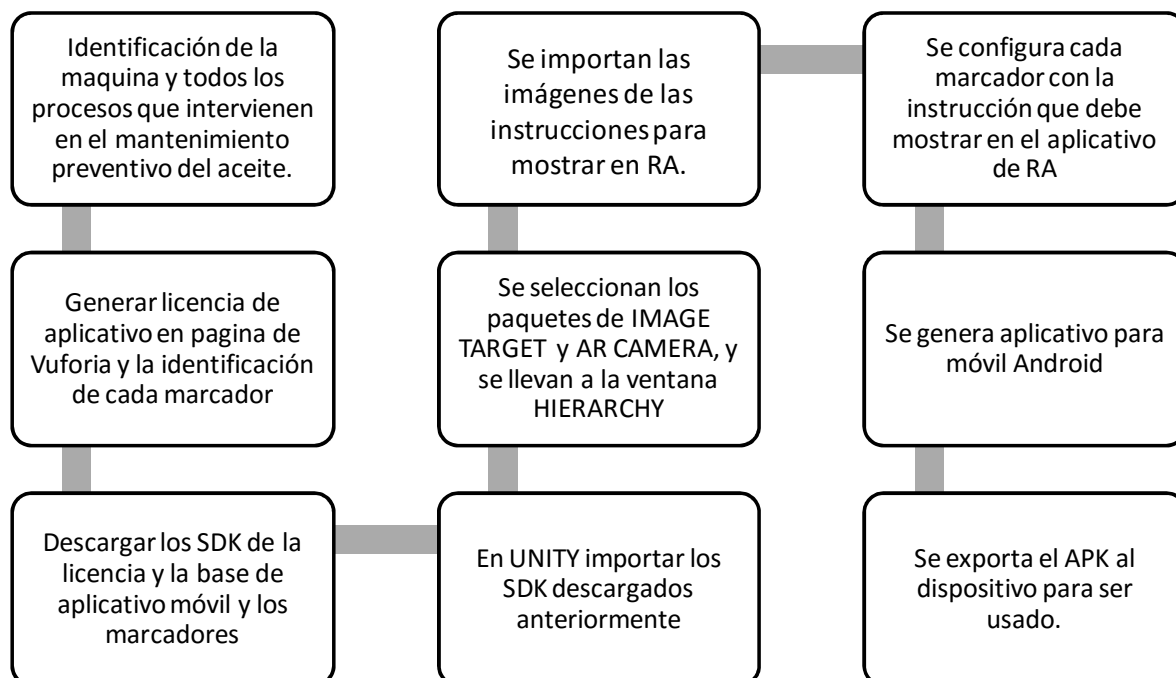 Identificación de la
maquina y todos los
procesos que intervienen
en el mantenimiento
preventivo del aceite.
Generar licencia de
aplicativo en pagina de
Vuforia y la identificación
de cada marcador
Descargar los SDK de la
licencia y la base de
aplicativo móvil y los
marcadores
En UNITY importar los
SDK descargados
anteriormente
Se seleccionan los
paquetes de IMAGE
TARGET y AR CAMERA, y
se llevan a la ventana
HIERARCHY
Se importan las
imágenes de las
instrucciones para
mostrar en RA.
Se configura cada
marcador con la
instrucción que debe
mostrar en el aplicativo
de RA
Se genera aplicativo para
móvil Android
Se exporta el APK al
dispositivo para ser
usado.